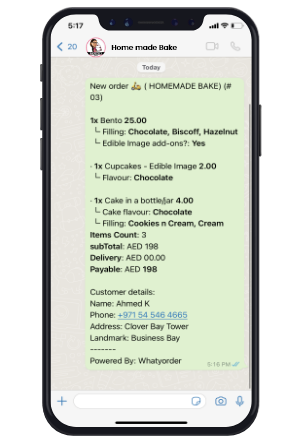 5:17
20
Home made Bake
Today
New order 🛵 ( HOMEMADE BAKE) (#
03)
1x Bento 25.00
└ Filling: Chocolate, Biscoff, Hazelnut
└ Edible Image add-ons?: Yes
· 1x Cupcakes - Edible Image 2.00
└ Flavour: Chocolate
· 1x Cake in a bottle/jar 4.00
└ Cake flavour: Chocolate
└ Filling: Cookies n Cream, Cream
Items Count: 3
subTotal: AED 198
Delivery: AED 00.00
Payable: AED 198
Customer details:
Name: Ahmed K
Phone: +971 54 546 4665
Address: Clover Bay Tower
Landmark: Business Bay
-------
Powered By: Whatyorder
5:16 PM